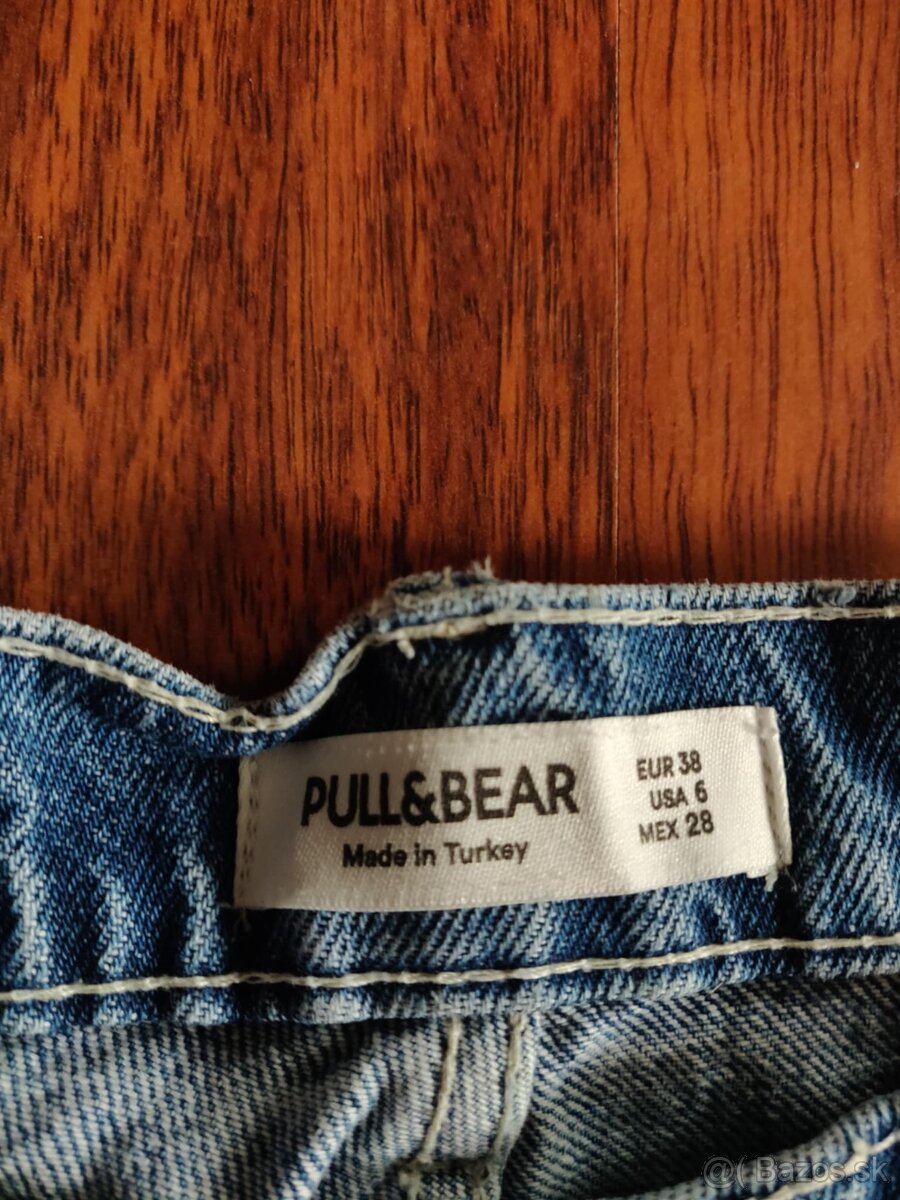 PULL&BEAR
Made in Turkey
EUR 38
USA 6
MEX 28
@( Bazos.sk